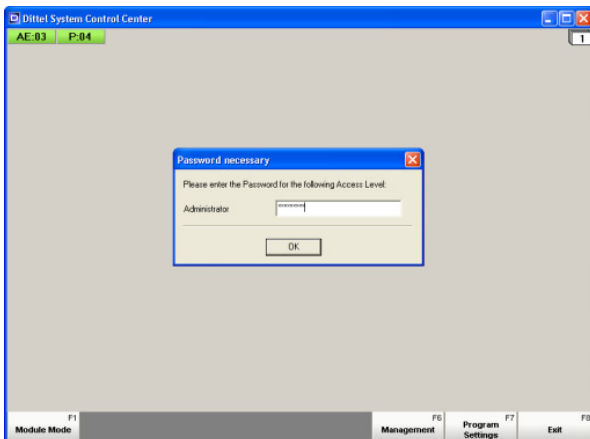 Dittel System Control Center
AE:03 P:04
1
Password necessary
Please enter the Password for the following Access Level:
Administrator
OK
F1
Module Mode
F6
Management
F7
Program
Settings
F8
Exit